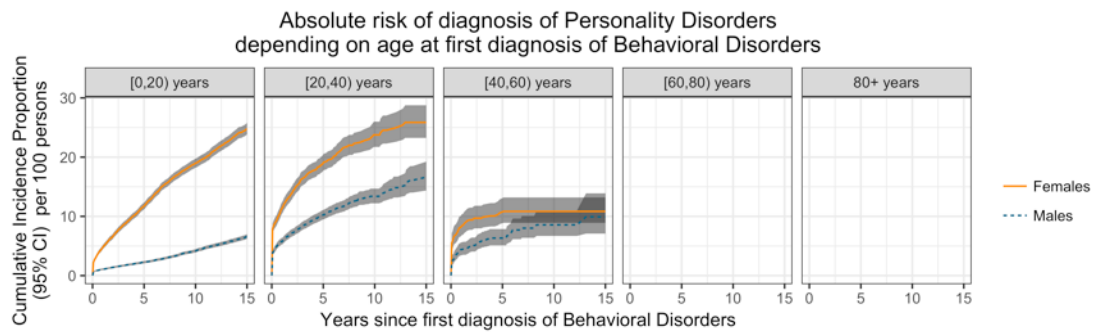 Absolute risk of diagnosis of Personality Disorders
depending on age at first diagnosis of Behavioral Disorders
Cumulative Incidence Proportion
(95% CI) per 100 persons
[0,20) years
[20,40) years
[40,60) years
[60,80) years
80+ years
30
20
10
0
0 5 10 15
0 5 10 15
0 5 10 15
0 5 10 15
0 5 10 15
Years since first diagnosis of Behavioral Disorders
Females
Males